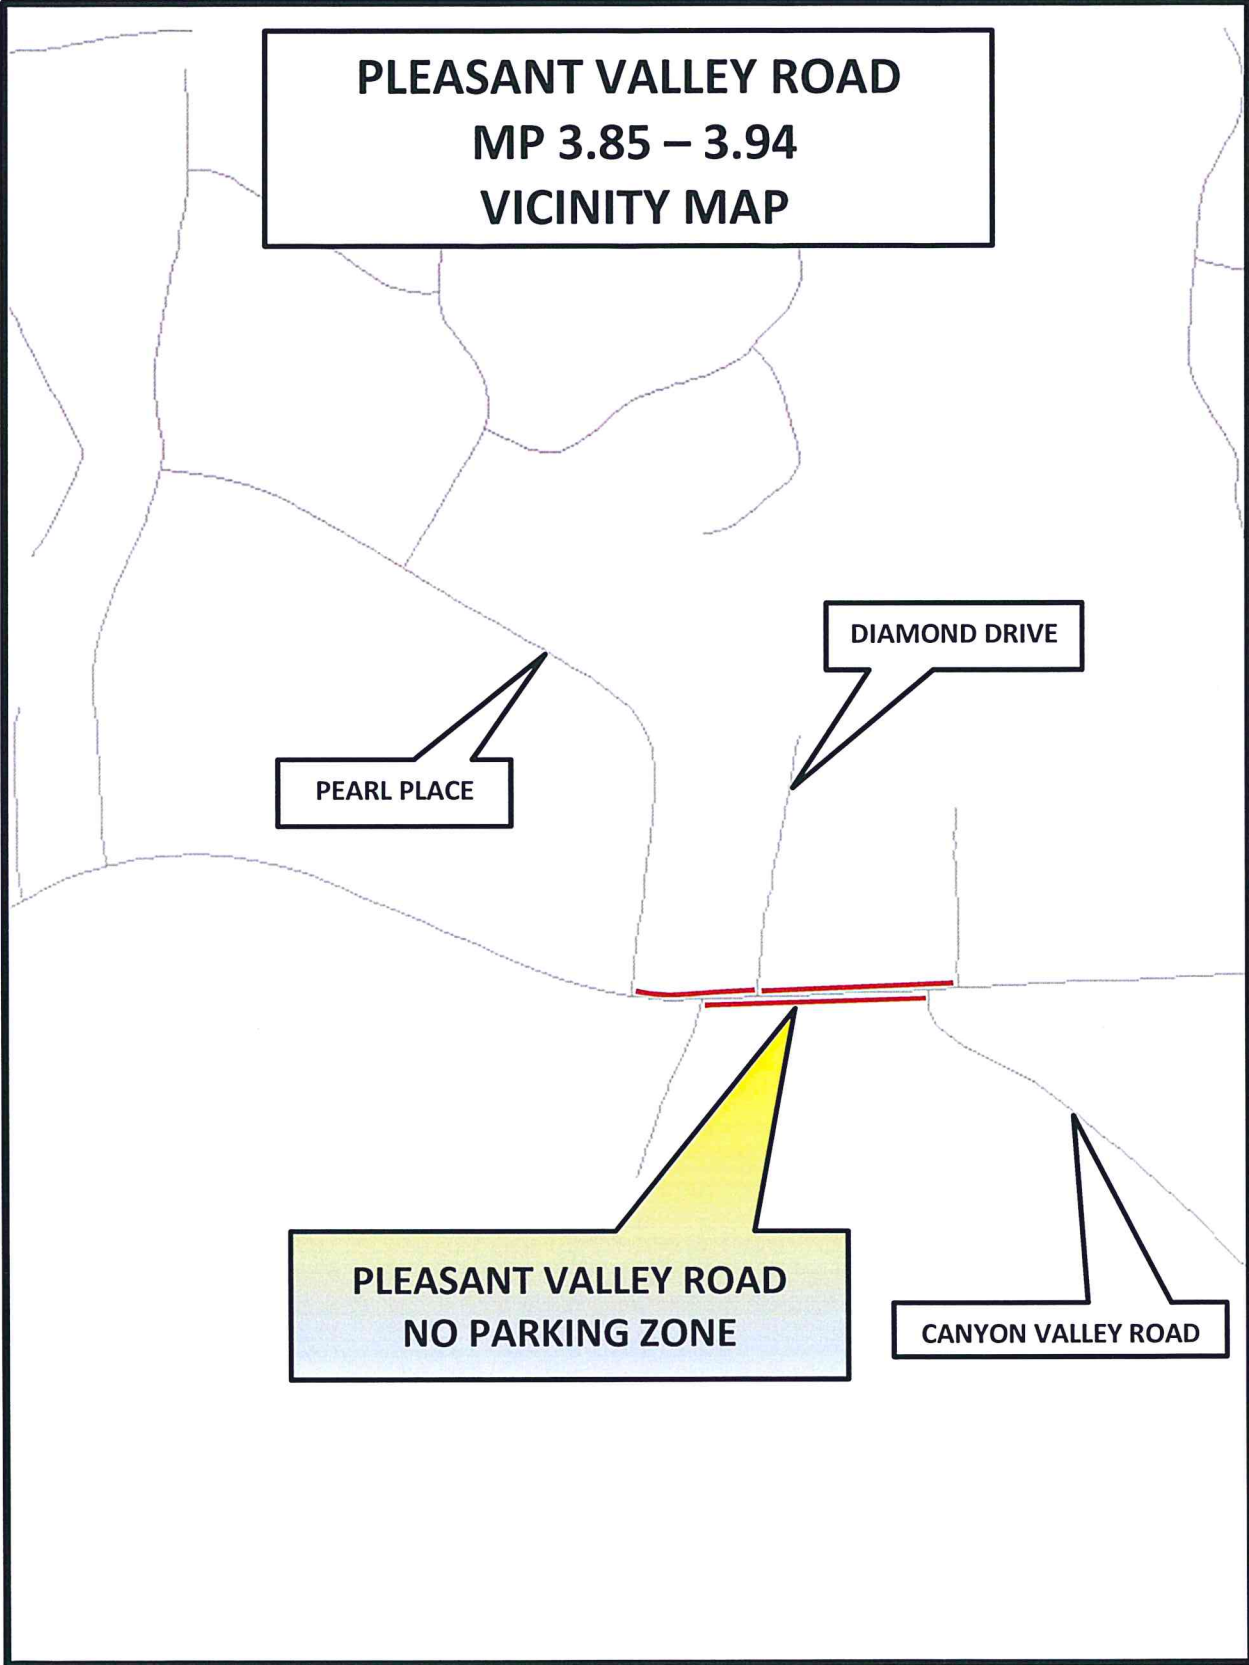 PLEASANT VALLEY ROAD
MP 3.85 – 3.94
VICINITY MAP
DIAMOND DRIVE
PEARL PLACE
PLEASANT VALLEY ROAD
NO PARKING ZONE
CANYON VALLEY ROAD